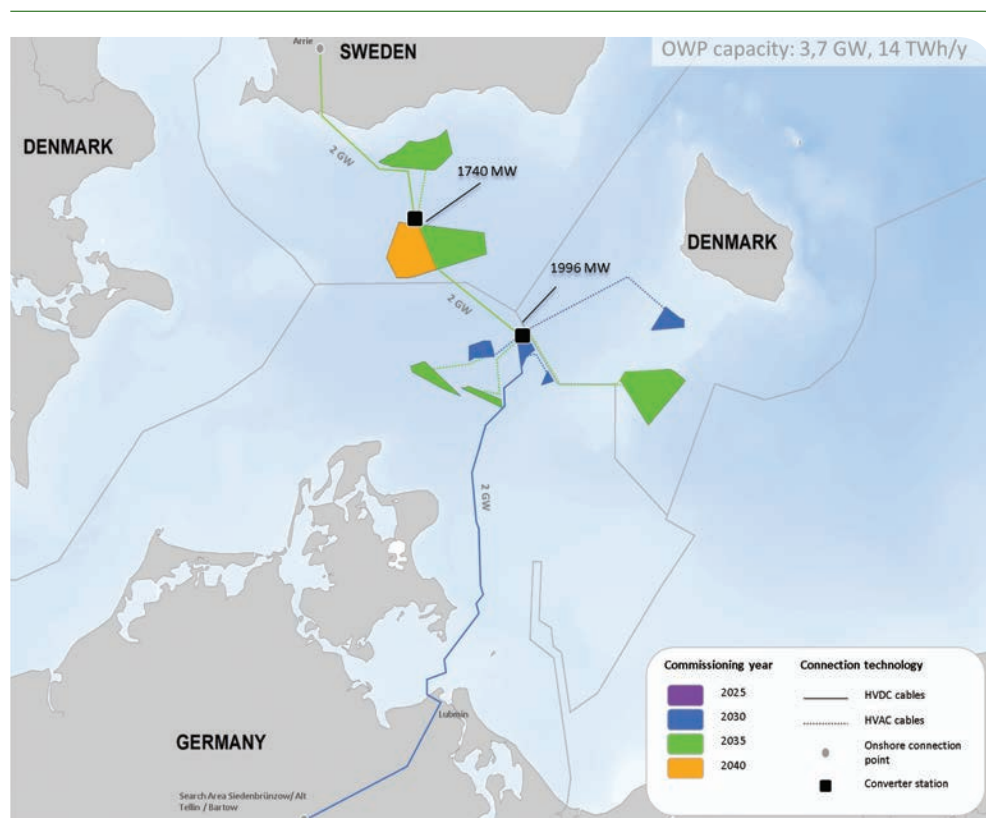 Arrie
SWEDEN
OWP capacity: 3,7 GW, 14 TWh/y
DENMARK
2 GW
1740 MW
DENMARK
1996 MW
2 GW
2 GW
Lubmin
GERMANY
Search Area Siedenbrünzow/ Alt
Tellin / Bartow
Commissioning year
2025
2030
2035
2040
Connection technology
HVDC cables
HVAC cables
Onshore connection
point
Converter station